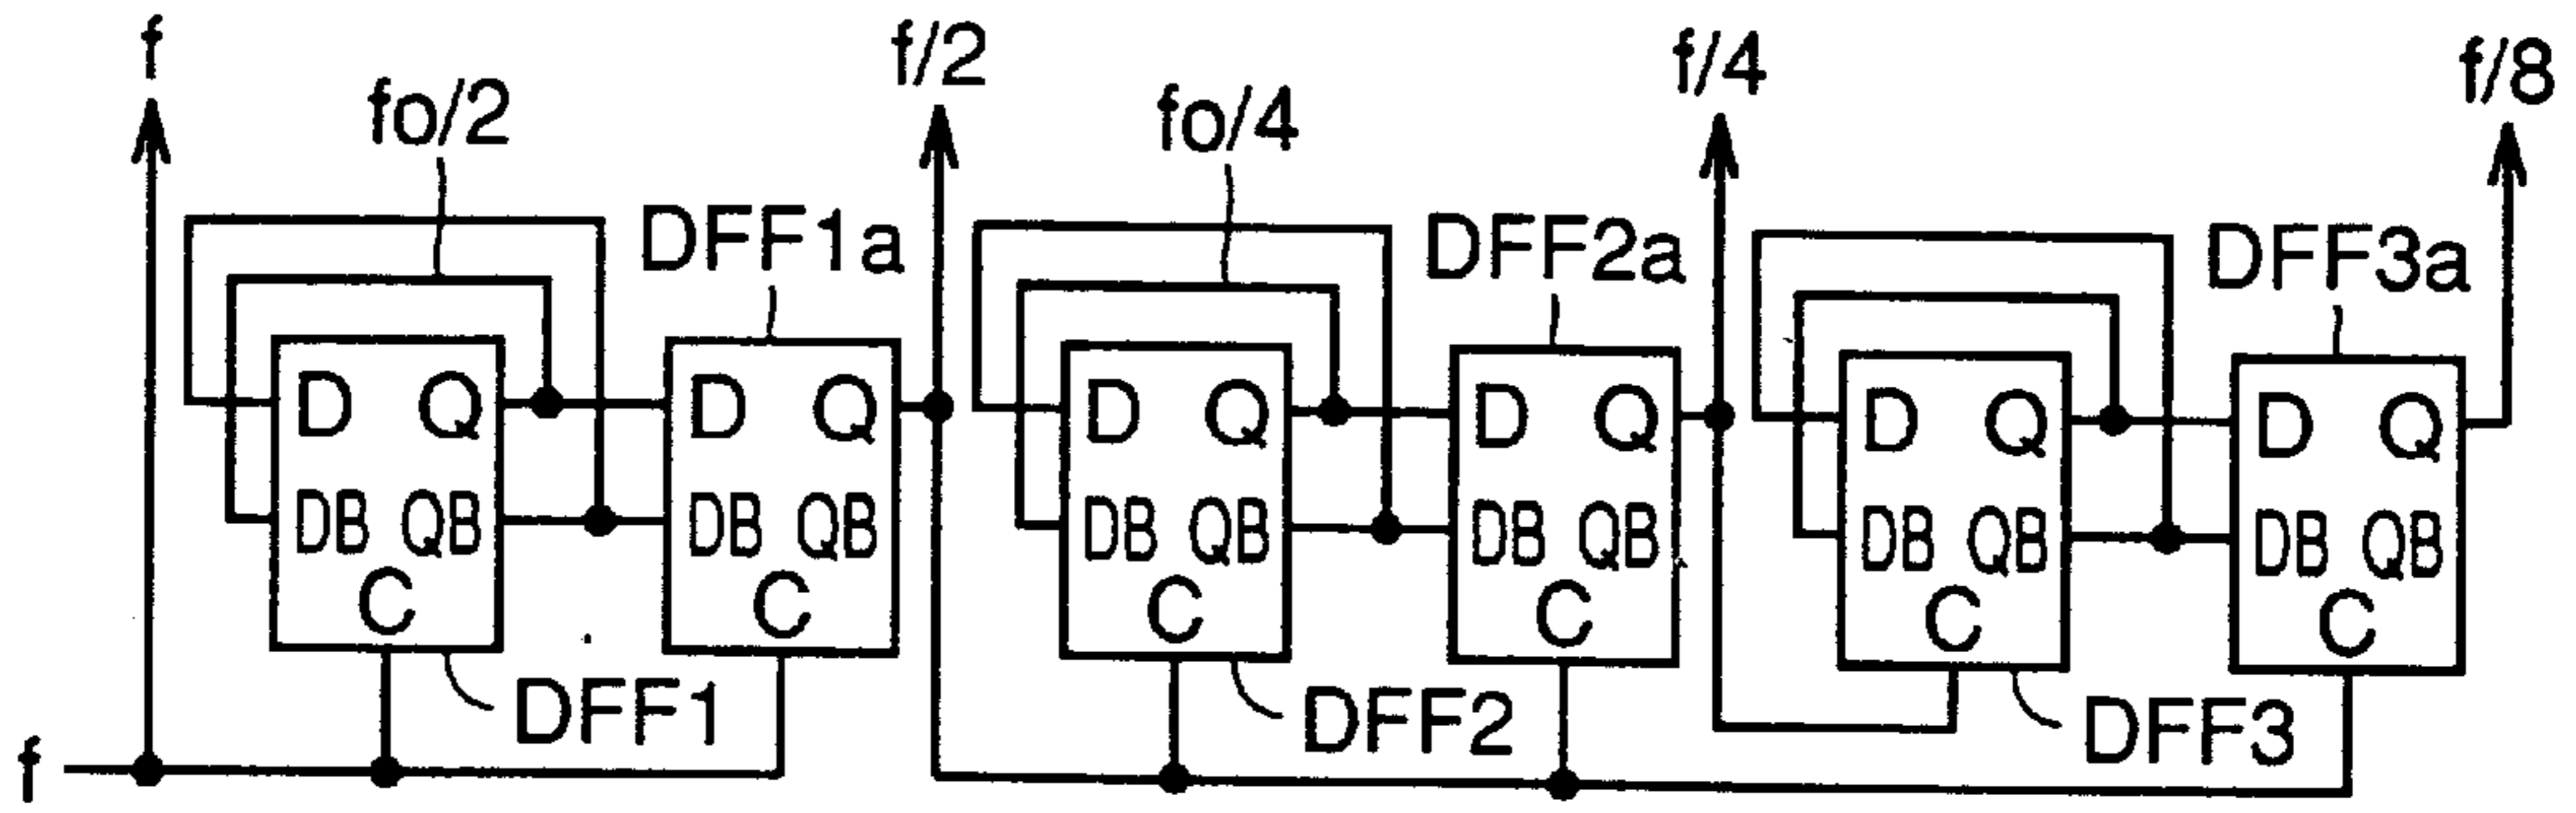 f
fo/2
f/2
fo/4
f/4
f/8
DFF1a
DFF2a
DFF3a
D Q
DB QB
C
D Q
DB QB
C
D Q
DB QB
C
D Q
DB QB
C
D Q
DB QB
C
D Q
DB QB
C
DFF1
DFF2
DFF3
f